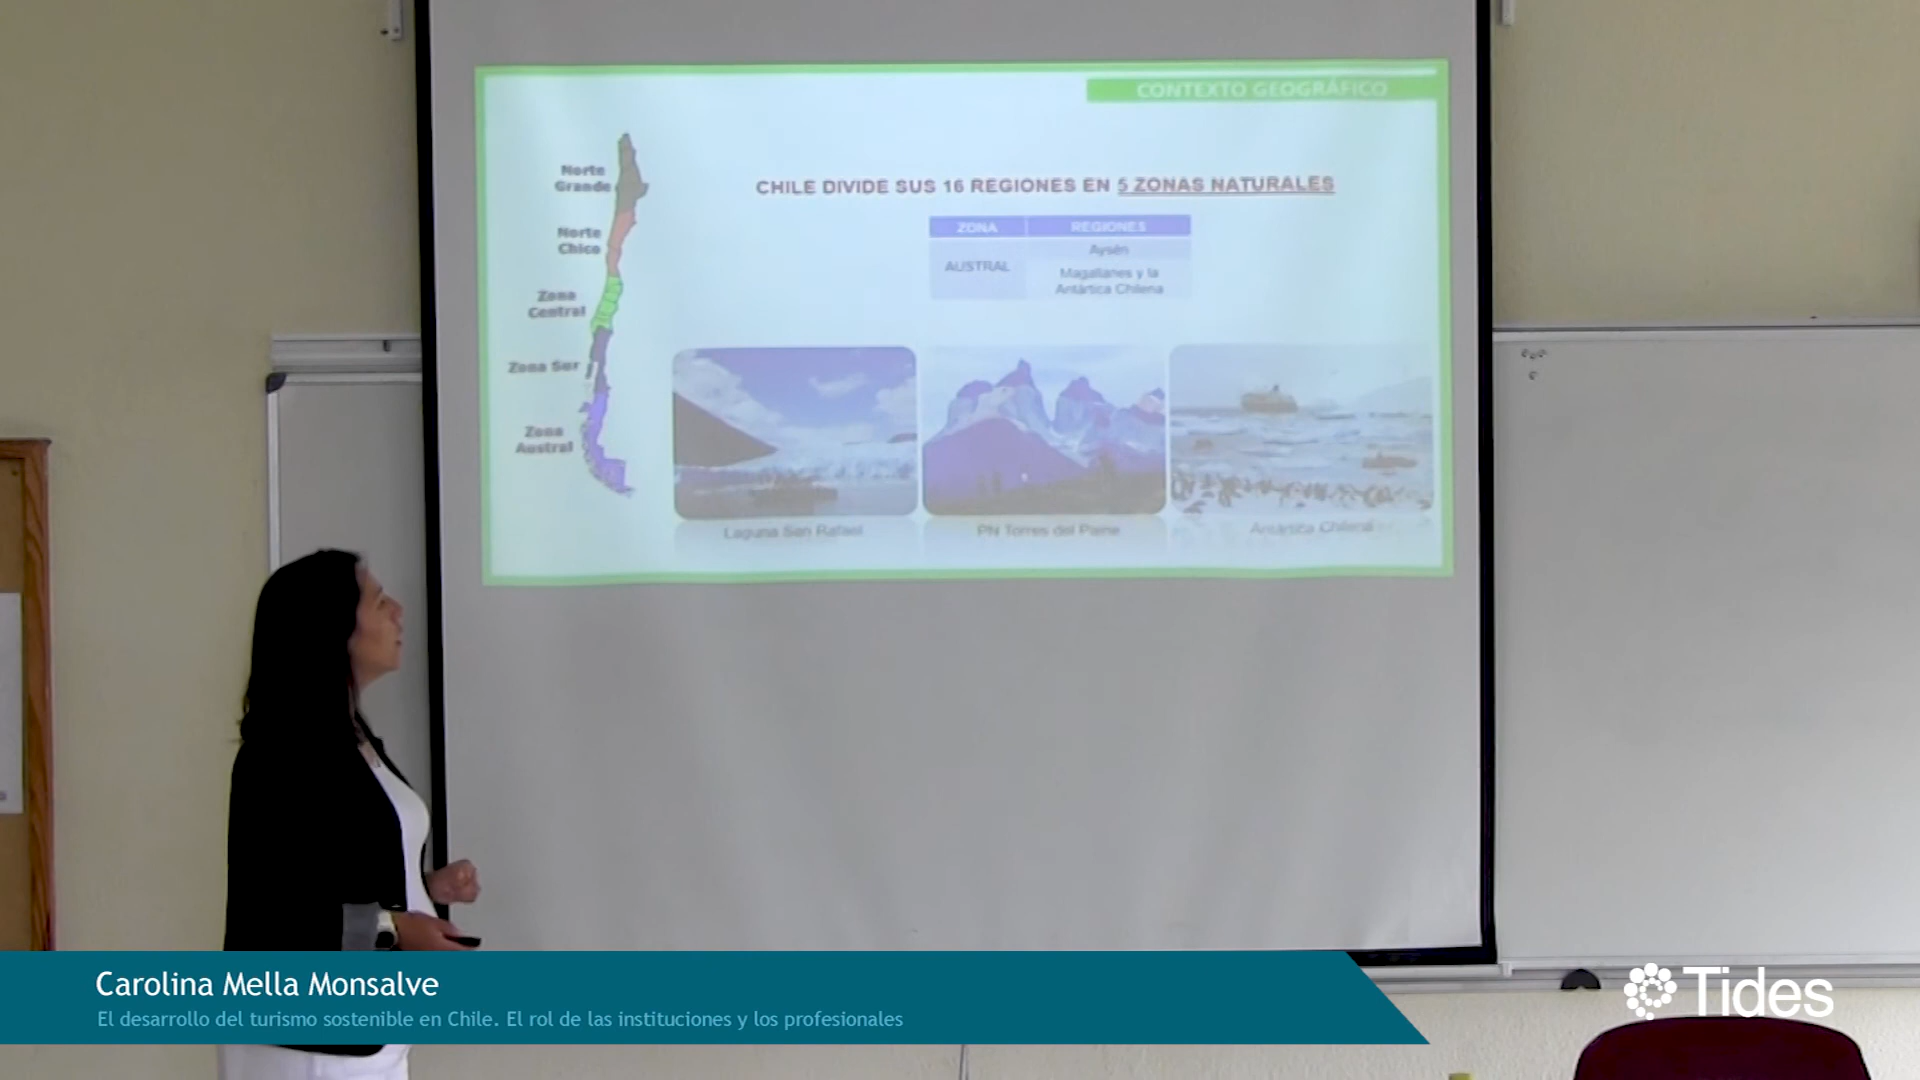 CONTEXTO GEOGRÁFICO
CHILE DIVIDE SUS 16 REGIONES EN 5 ZONAS NATURALES
Norte
Grande
Norte
Chico
Zona
Central
Zona Sur
Zona
Austral
ZONA REGIONES
AUSTRAL
Aysén
Magallanes y la
Antártica Chilena
Laguna San Rafael
PN Torres del Paine
Antártica Chilena
Carolina Mella Monsalve
El desarrollo del turismo sostenible en Chile. El rol de las instituciones y los profesionales
Tides